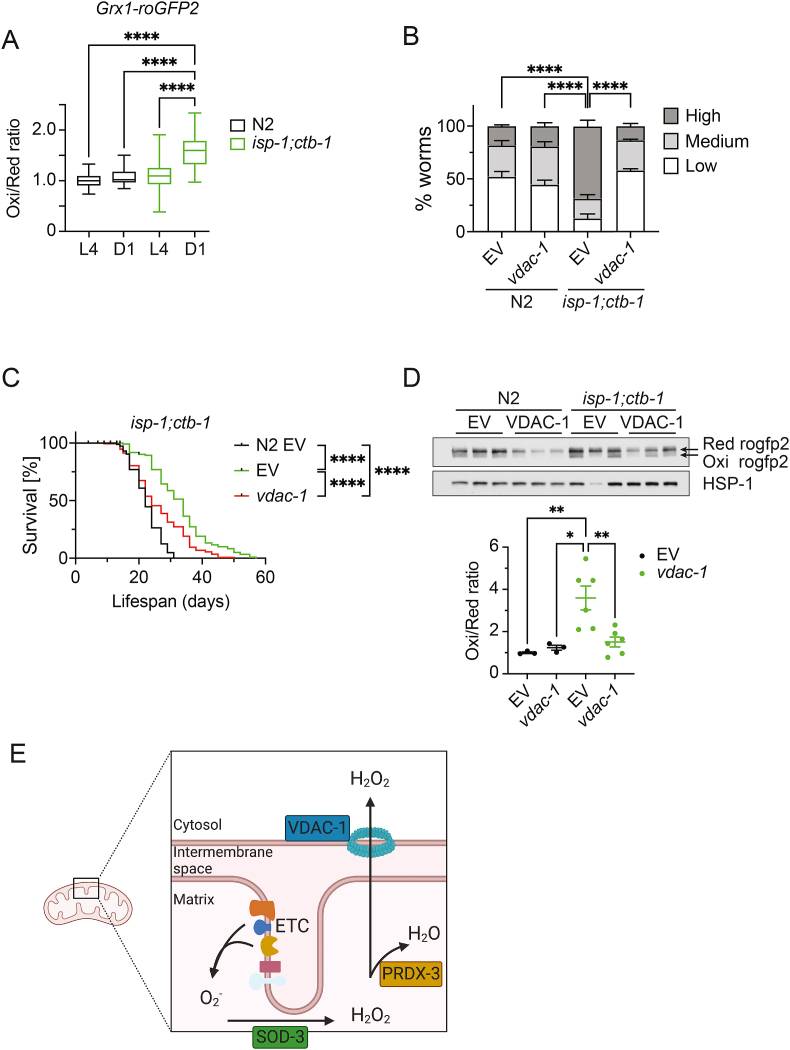 Grx1-roGFP2
A
****
****
****
Oxi/Red ratio
2.0
1.0
0
L4 D1 L4 D1
N2
isp-1;ctb-1
B
****
**** ****
% worms
100
50
0
EV vdac-1 EV vdac-1
N2 isp-1;ctb-1
High
Medium
Low
C
isp-1;ctb-1
Survival [%]
100
50
0
0 20 40 60
Lifespan (days)
N2 EV
EV
vdac-1
****
****
****
D
N2 isp-1;ctb-1
EV VDAC-1 EV VDAC-1
Red rogfp2
Oxi rogfp2
HSP-1
**
* **
Oxi/Red ratio
6
4
2
0
EV vdac-1 EV vdac-1
EV
vdac-1
E
H2O2
Cytosol
VDAC-1
Intermembrane
space
Matrix
ETC
H2O
PRDX-3
O2-
H2O2
SOD-3